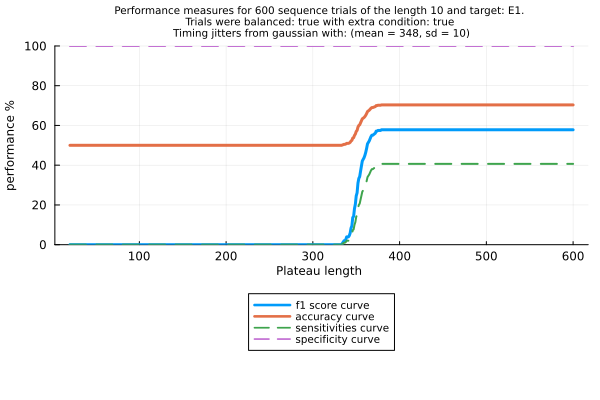 Performance measures for 600 sequence trials of the length 10 and target: E1.
Trials were balanced: true with extra condition: true
Timing jitters from gaussian with: (mean = 348, sd = 10)
100
80
60
40
20
0
performance %
100 200 300 400 500 600
Plateau length
f1 score curve
accuracy curve
sensitivities curve
specificity curve